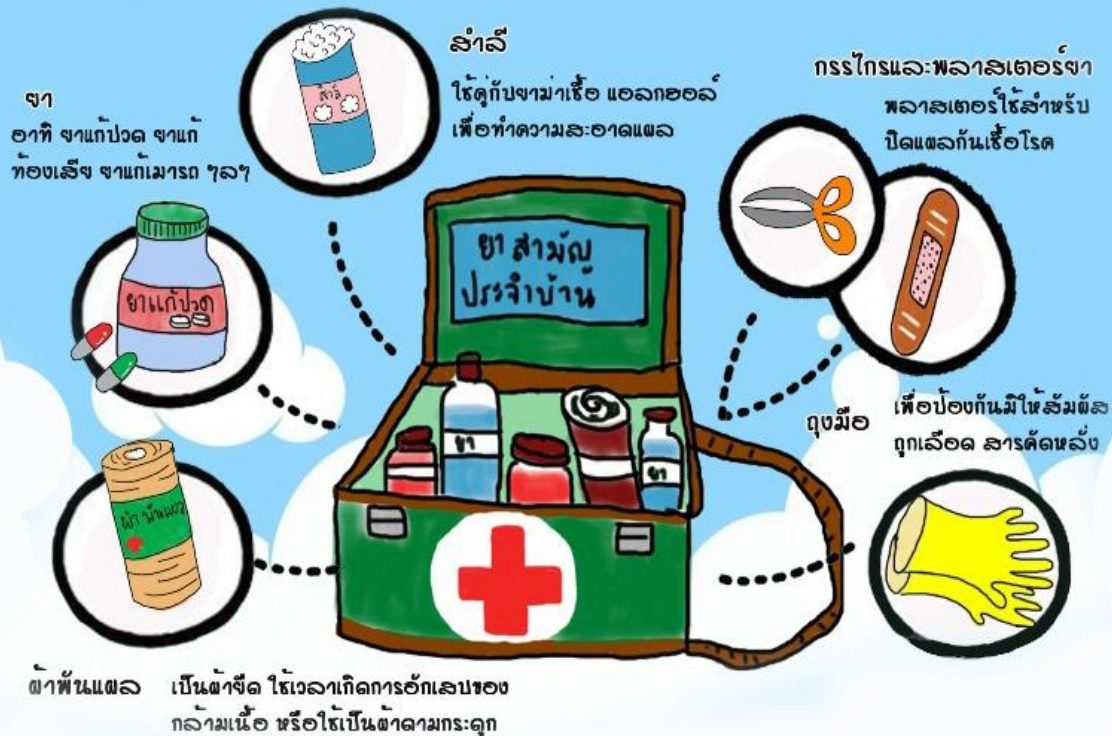 สำลี
ใช้คู่กับยาฆ่าเชื้อ แอลกอฮอล์
เพื่อทำความสะอาดแผล
สำลี
กรรไกรและพลาสเตอร์ยา
พลาสเตอร์ใช้สำหรับ
ปิดแผลกันเชื้อโรค
ยา
อาทิ ยาแก้ปวด ยาแก้
ท้องเสีย ยาแก้เมารถ ฯลฯ
ยาแก้ปวด
ยาสามัญ
ประจำบ้าน
ยา
ยา
ถุงมือ
เพื่อป้องกันมิให้สัมผัส
ถูกเลือด สารคัดหลั่ง
ผ้าพันแผล
ผ้าพันแผล
เป็นผ้ายืด ใช้เวลาเกิดการอักเสบของ
กล้ามเนื้อ หรือใช้เป็นผ้าดามกระดูก